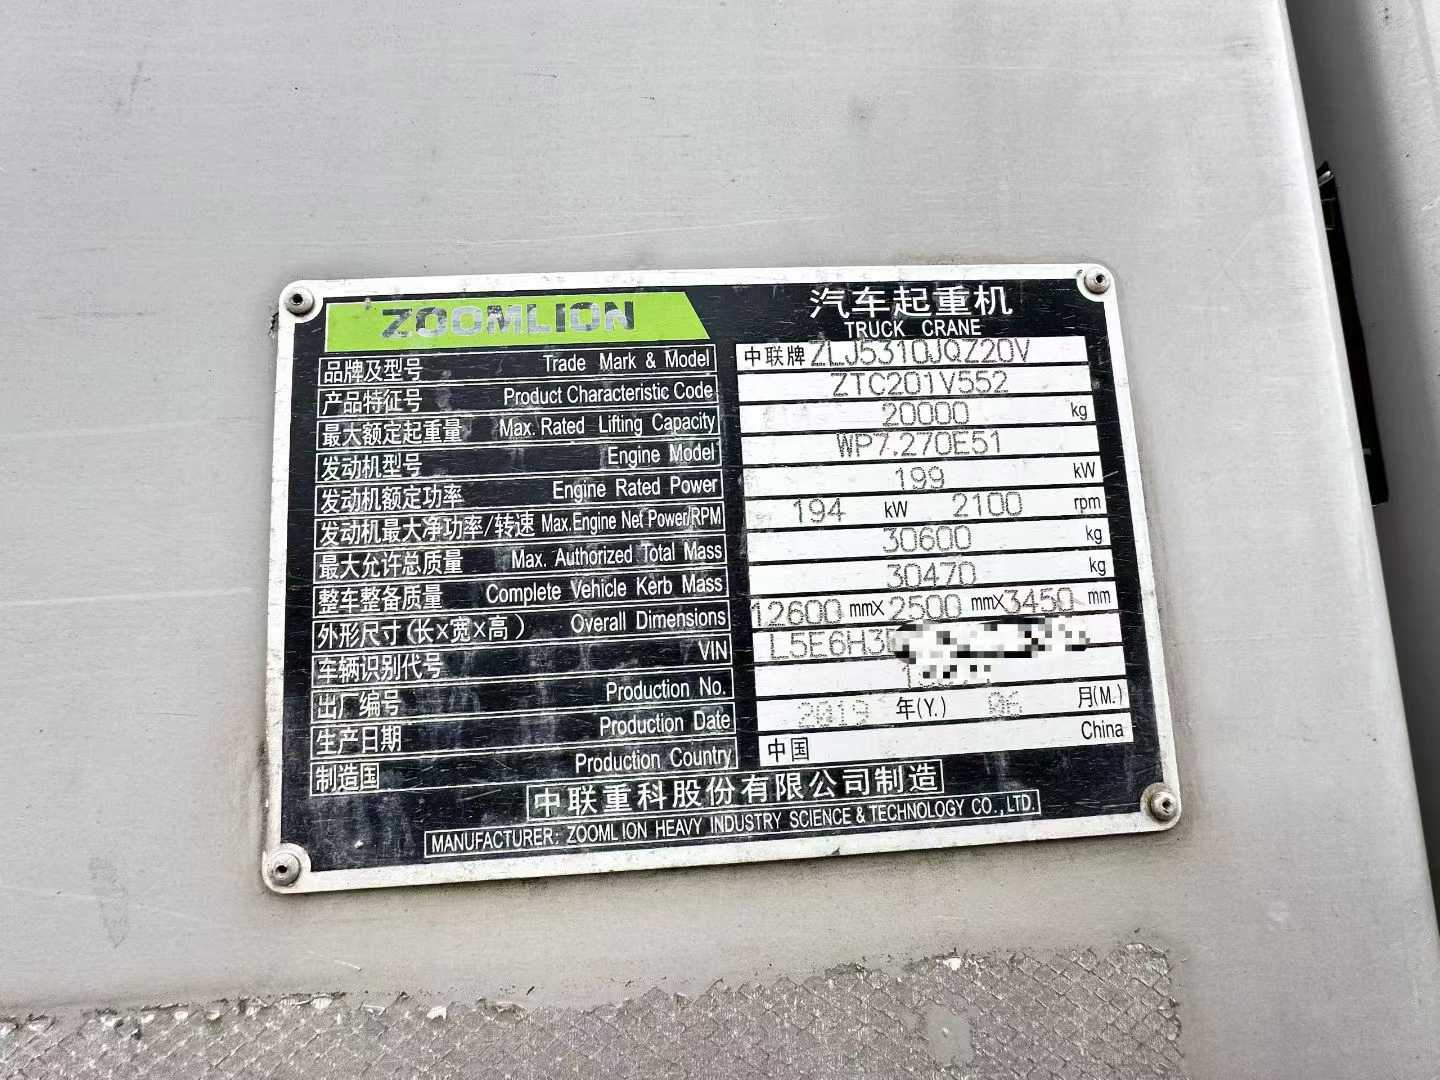 ZOOMLION
汽车起重机
TRUCK CRANE
品牌及型号 Trade Mark & Model 中联牌 ZLJ5310JQZ20V
产品特征号 Product Characteristic Code ZTC201V552
最大额定起重量 Max. Rated Lifting Capacity 20000 kg
发动机型号 Engine Model WP7.270E51
发动机额定功率 Engine Rated Power 199 kW
发动机最大净功率/转速 Max.Engine Net Power/RPM 194 kW 2100 rpm
最大允许总质量 Max. Authorized Total Mass 30600 kg
整车整备质量 Complete Vehicle Kerb Mass 30470 kg
外形尺寸(长×宽×高) Overall Dimensions 12600 mm× 2500 mm× 3450 mm
车辆识别代号 VIN L5E6H3
出厂编号 Production No.
生产日期 Production Date 2019 年(Y.) 06 月(M.)
制造国 Production Country 中国 China
中联重科股份有限公司制造
MANUFACTURER: ZOOMLION HEAVY INDUSTRY SCIENCE & TECHNOLOGY CO., LTD.